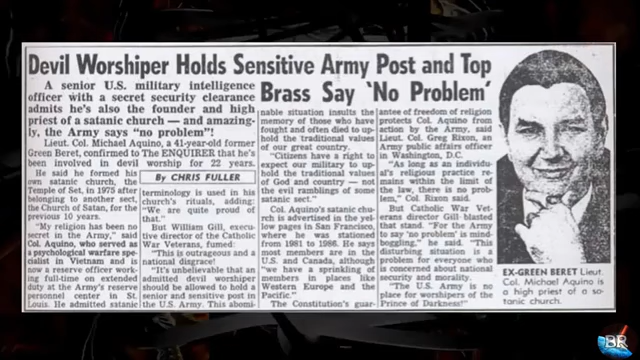 Devil Worshiper Holds Sensitive Army Post and Top
Brass Say 'No Problem'
A senior U.S. military intelligence
officer with a secret security clearance
admits he's also the founder and high
priest of a satanic church — and amazing-
ly, the Army says "no problem"!
Lieut. Col. Michael Aquino, a 41-year-old former
Green Beret, confirmed to The ENQUIRER that he's
been involved in devil worship for 22 years.
He said he formed his
own satanic church, the
Temple of Set, in 1975 after
belonging to another sect,
the Church of Satan, for the
previous 10 years.
"My religion has been no
secret in the Army," said
Col. Aquino, who served as
a psychological warfare spe-
cialist in Vietnam and is
now a reserve officer work-
ing full-time on extended
duty at the Army's reserve
personnel center in St.
Louis. He admitted satanic
By CHRIS FULLER
terminology is used in his
church's rituals, adding:
"We are quite proud of
that."
But William Gill, exec-
utive director of the Catholic
War Veterans, fumed:
"This is outrageous and a
national disgrace!
"It's unbelievable that an
admitted devil worshiper
should be allowed to hold a
senior and sensitive post in
the U.S. Army. This abomi-
nable situation insults the
memory of those who have
fought and often died to up-
hold the traditional values
of our great country.
"Citizens have a right to
expect our military to up-
hold the traditional values
of God and country — not
the evil ramblings of some
satanic sect."
Col. Aquino's satanic chur-
ch is advertised in the yel-
low pages in San Francisco,
where he was stationed
from 1981 to 1986. He says
most members are in the
U.S. and Canada, although
"we have a sprinkling of
members in places like
Western Europe and the
Pacific."
The Constitution's guar-
antee of freedom of religion
protects Col. Aquino from
action by the Army, said
Lieut. Col. Greg Rixon, an
Army public affairs officer
in Washington, D.C.
"As long as an individu-
al's religious practice re-
mains within the limit of
the law, there is no prob-
lem," Col. Rixon said.
But Catholic War Vet-
erans director Gill blasted
that stand. "For the Army
to say 'no problem' is mind-
boggling," he said. "This
disturbing situation is a
problem for everyone who
is concerned about national
security and morality.
"The U.S. Army is no
place for worshipers of the
Prince of Darkness!"
EX-GREEN BERET Lieut.
Col. Michael Aquino is
a high priest of a sa-
tanic church.
BR